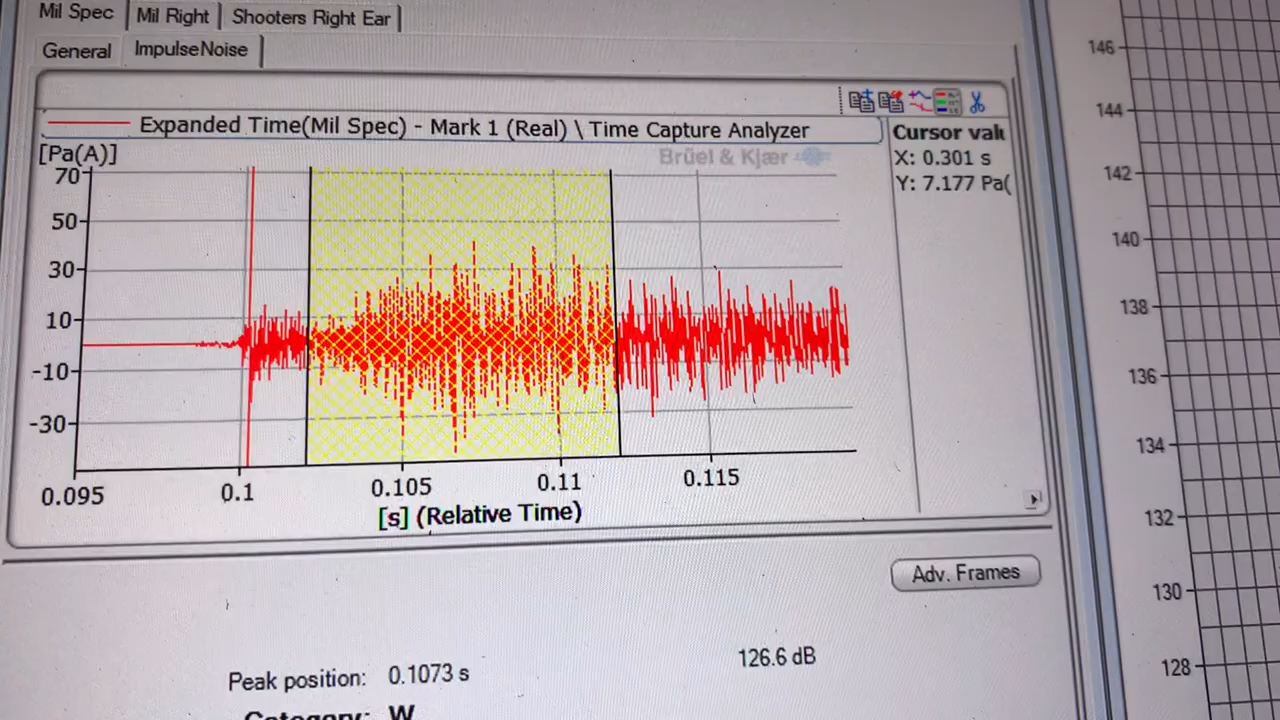 Mil Spec Mil Right Shooters Right Ear
General ImpulseNoise
Expanded Time(Mil Spec) - Mark 1 (Real) \ Time Capture Analyzer
[Pa(A)]
Brüel & Kjær
Cursor val
X: 0.301 s
Y: 7.177 Pa(
70
50
30
10
-10
-30
0.095 0.1 0.105 0.11 0.115
[s] (Relative Time)
Adv. Frames
Peak position: 0.1073 s 126.6 dB
Category: W
146
144
142
140
138
136
134
132
130
128